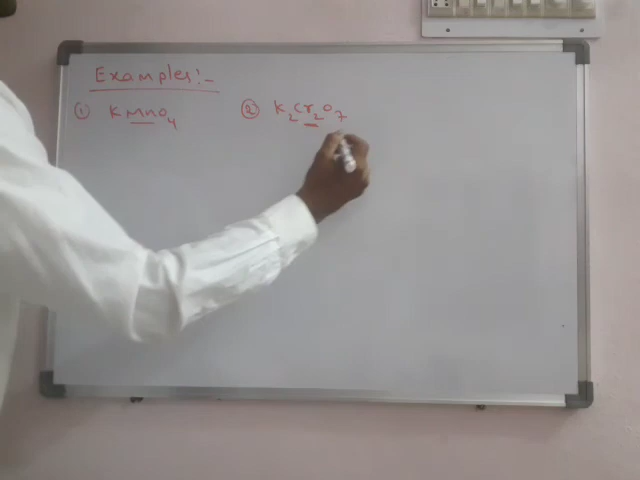 Examples:-
① KMnO₄ ② K₂Cr₂O₇